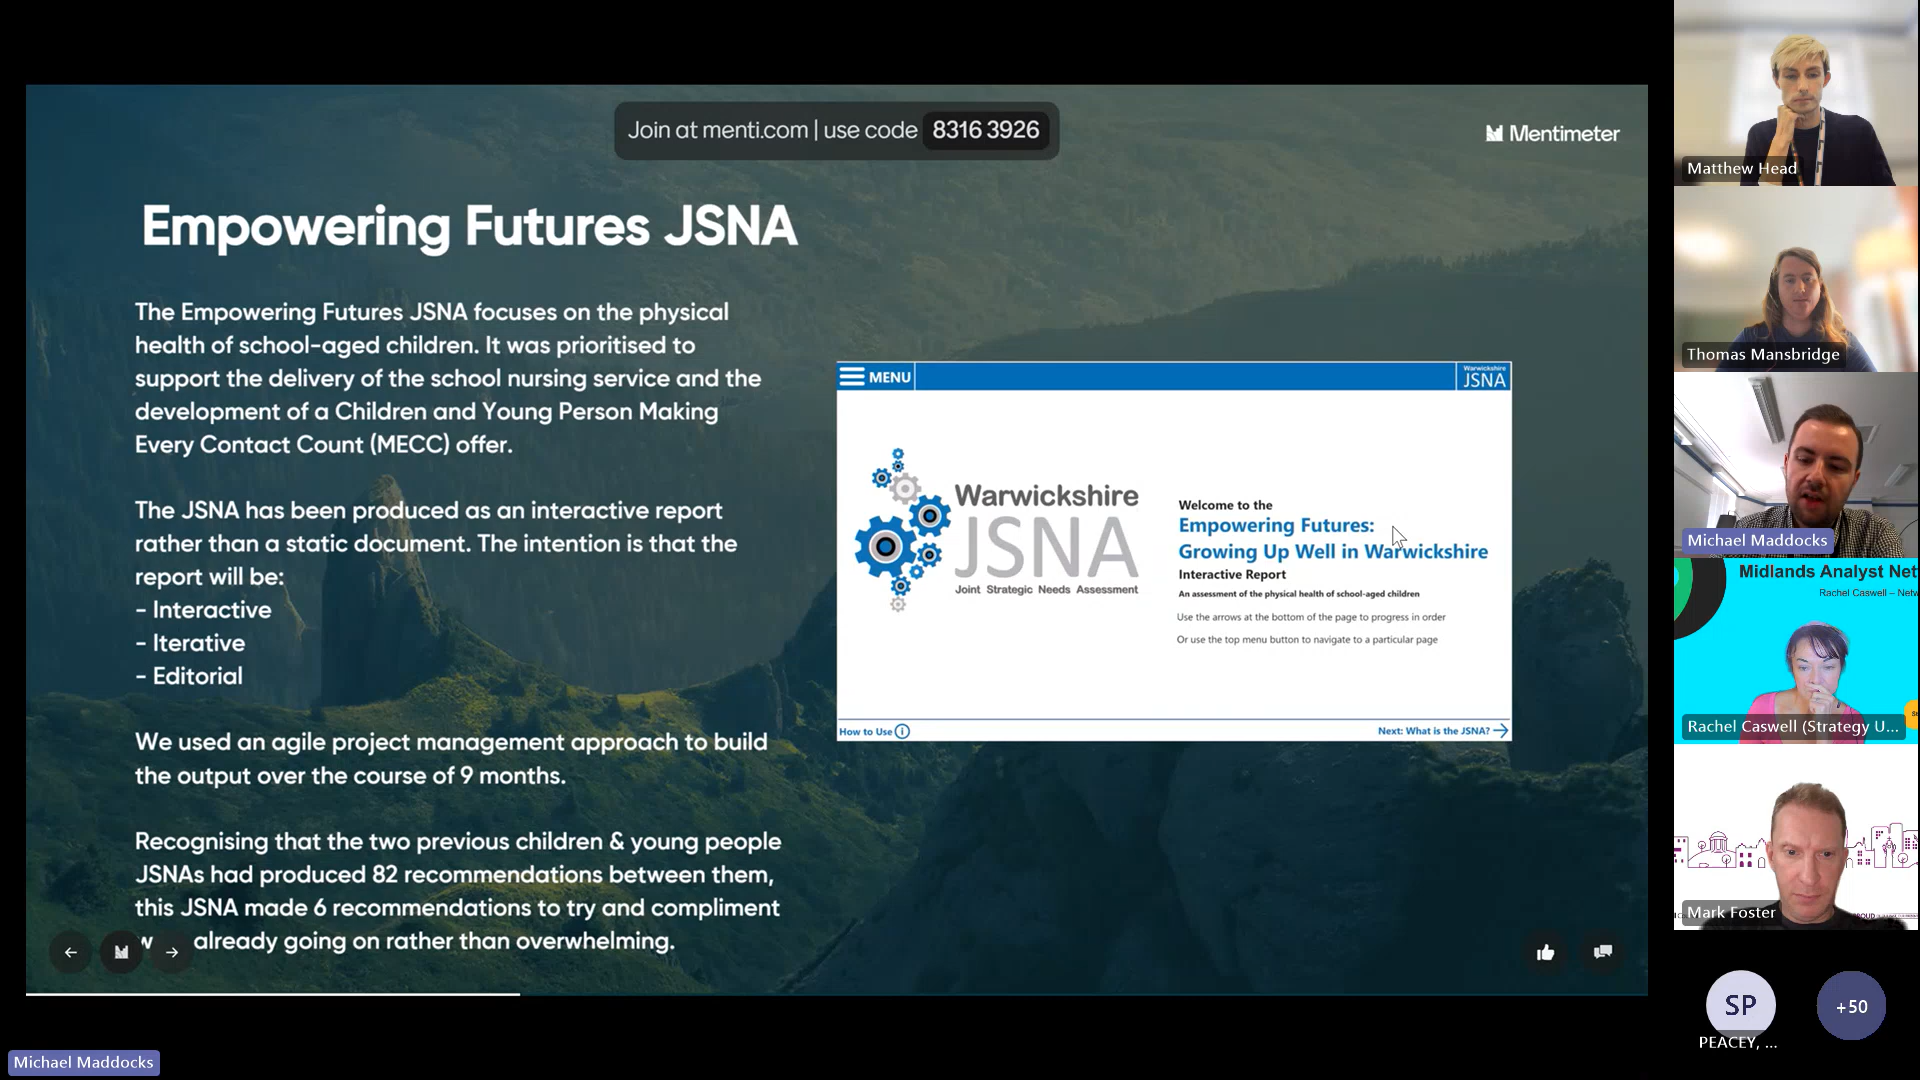 Join at menti.com | use code 8316 3926
Mentimeter
Empowering Futures JSNA
The Empowering Futures JSNA focuses on the physical
health of school-aged children. It was prioritised to
support the delivery of the school nursing service and the
development of a Children and Young Person Making
Every Contact Count (MECC) offer.
The JSNA has been produced as an interactive report
rather than a static document. The intention is that the
report will be:
- Interactive
- Iterative
- Editorial
We used an agile project management approach to build
the output over the course of 9 months.
Recognising that the two previous children & young people
JSNAs had produced 82 recommendations between them,
this JSNA made 6 recommendations to try and compliment
already going on rather than overwhelming.
MENU
Warwickshire
JSNA
Warwickshire
JSNA
Joint Strategic Needs Assessment
Welcome to the
Empowering Futures:
Growing Up Well in Warwickshire
Interactive Report
An assessment of the physical health of school-aged children
Use the arrows at the bottom of the page to progress in order
Or use the top menu button to navigate to a particular page
How to Use
Next: What is the JSNA?
Michael Maddocks
Matthew Head
Thomas Mansbridge
Michael Maddocks
Midlands Analyst Net
Rachel Caswell – Netw
Rachel Caswell (Strategy U...
Mark Foster
SP
+50
PEACEY, ...